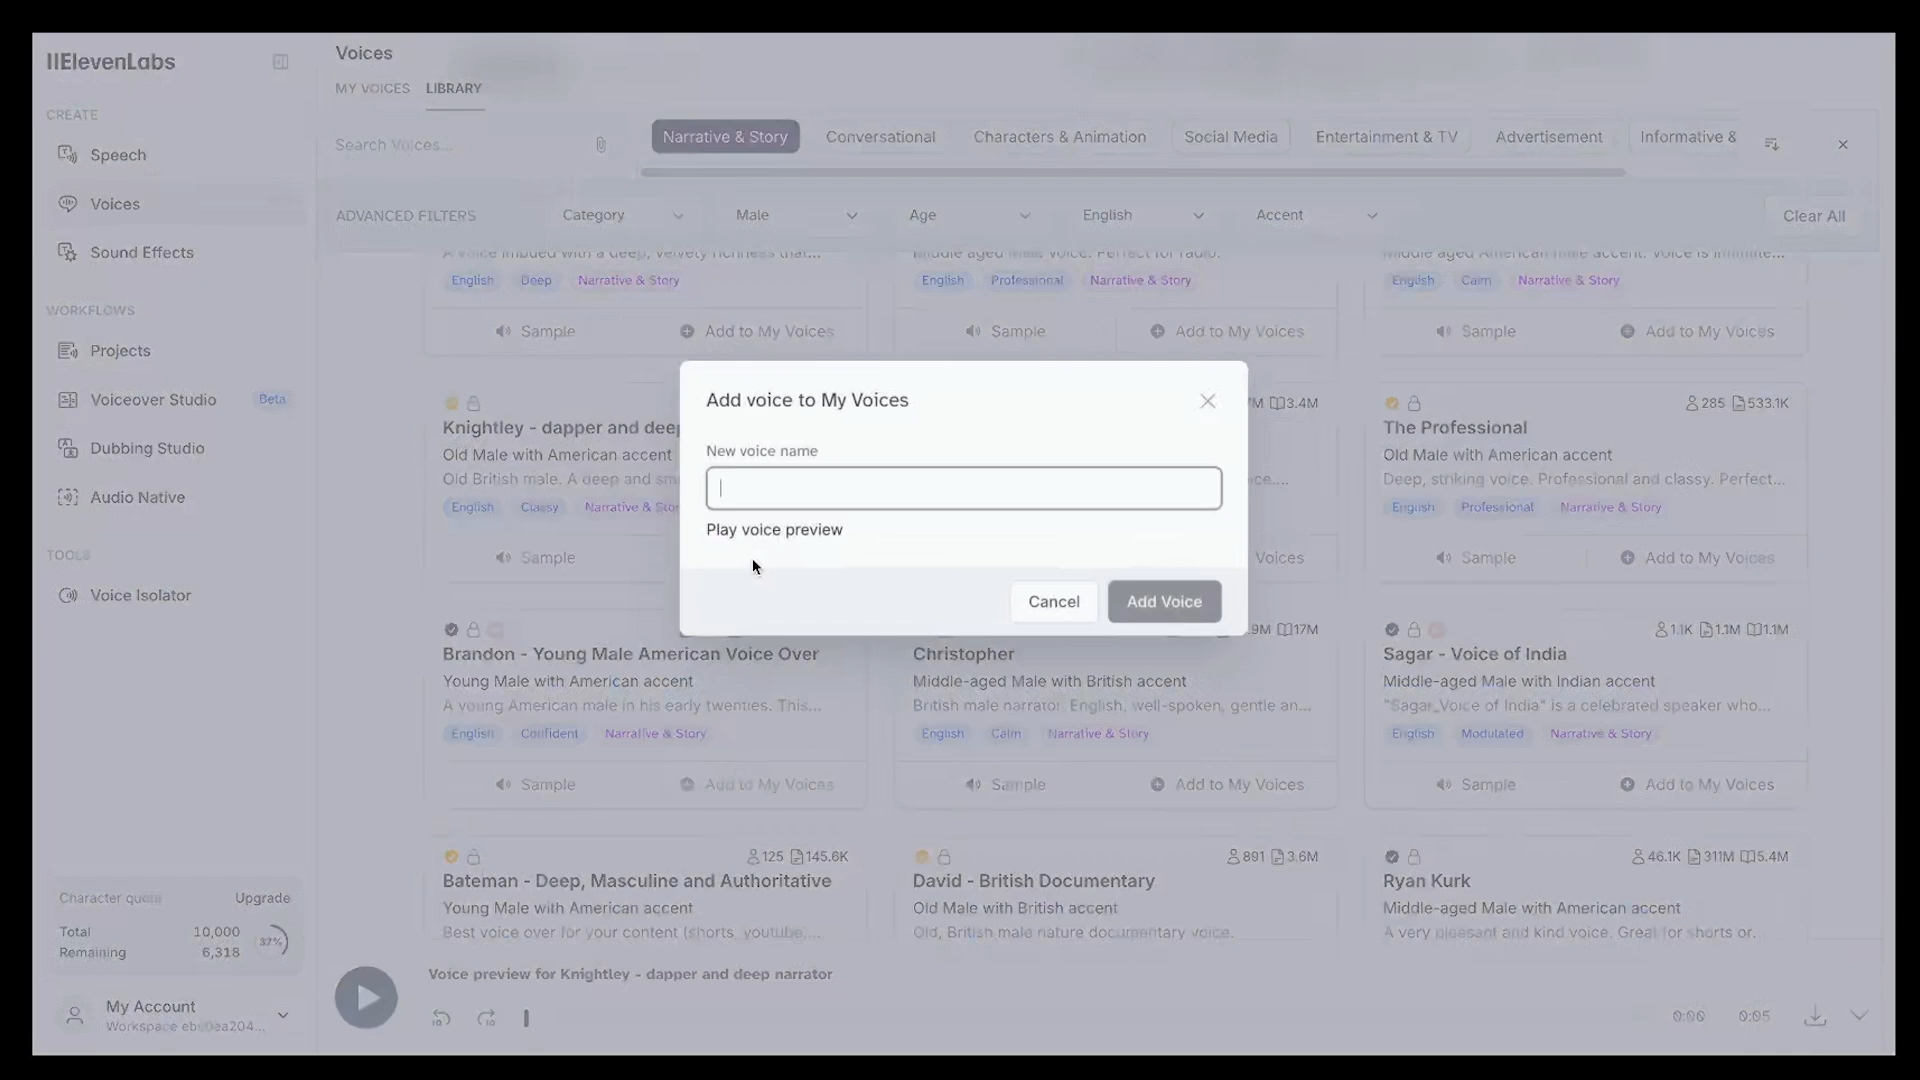 IIElevenLabs
CREATE
Speech
Voices
Sound Effects
WORKFLOWS
Projects
Voiceover Studio Beta
Dubbing Studio
Audio Native
TOOLS
Voice Isolator
Character quota Upgrade
Total 10,000
Remaining 6,318
37%
My Account
Workspace
Voices
MY VOICES LIBRARY
Search Voices...
Narrative & Story Conversational Characters & Animation Social Media Entertainment & TV Advertisement Informative &
ADVANCED FILTERS Category Male Age English Accent Clear All
A voice imbued with a deep, velvety richness that...
English Deep Narrative & Story
Sample Add to My Voices
Middle aged Male Voice. Perfect for radio.
English Professional Narrative & Story
Sample Add to My Voices
Middle aged American male accent. Voice is
English Calm Narrative & Story
Sample Add to My Voices
Add voice to My Voices
New voice name
Play voice preview
Cancel Add Voice
Knightley - dapper and deep
Old Male with American accent
Old British male. A deep and
English Classy Narrative &
Sample
3.4M
Voices
285 533.1K
The Professional
Old Male with American accent
Deep, striking voice. Professional and classy. Perfect...
English Professional Narrative & Story
Sample Add to My Voices
Brandon - Young Male American Voice Over
Young Male with American accent
A young American male in his early twenties. This...
English Confident Narrative & Story
Sample Add to My Voices
17M
Christopher
Middle-aged Male with British accent
British male narrator. English, well-spoken, gentle an...
English Calm Narrative & Story
Sample Add to My Voices
1.1K 1.1M 1.1M
Sagar - Voice of India
Middle-aged Male with Indian accent
"Sagar_Voice of India" is a celebrated speaker who...
English Modulated Narrative & Story
Sample Add to My Voices
125 145.6K
Bateman - Deep, Masculine and Authoritative
Young Male with American accent
Best voice over for your content (shorts, youtube,...
891 3.6M
David - British Documentary
Old Male with British accent
Old, British male nature documentary voice.
46.1K 311M 5.4M
Ryan Kurk
Middle-aged Male with American accent
A very pleasant and kind voice. Great for shorts or.
Voice preview for Knightley - dapper and deep narrator
10 10
0:00 0:05